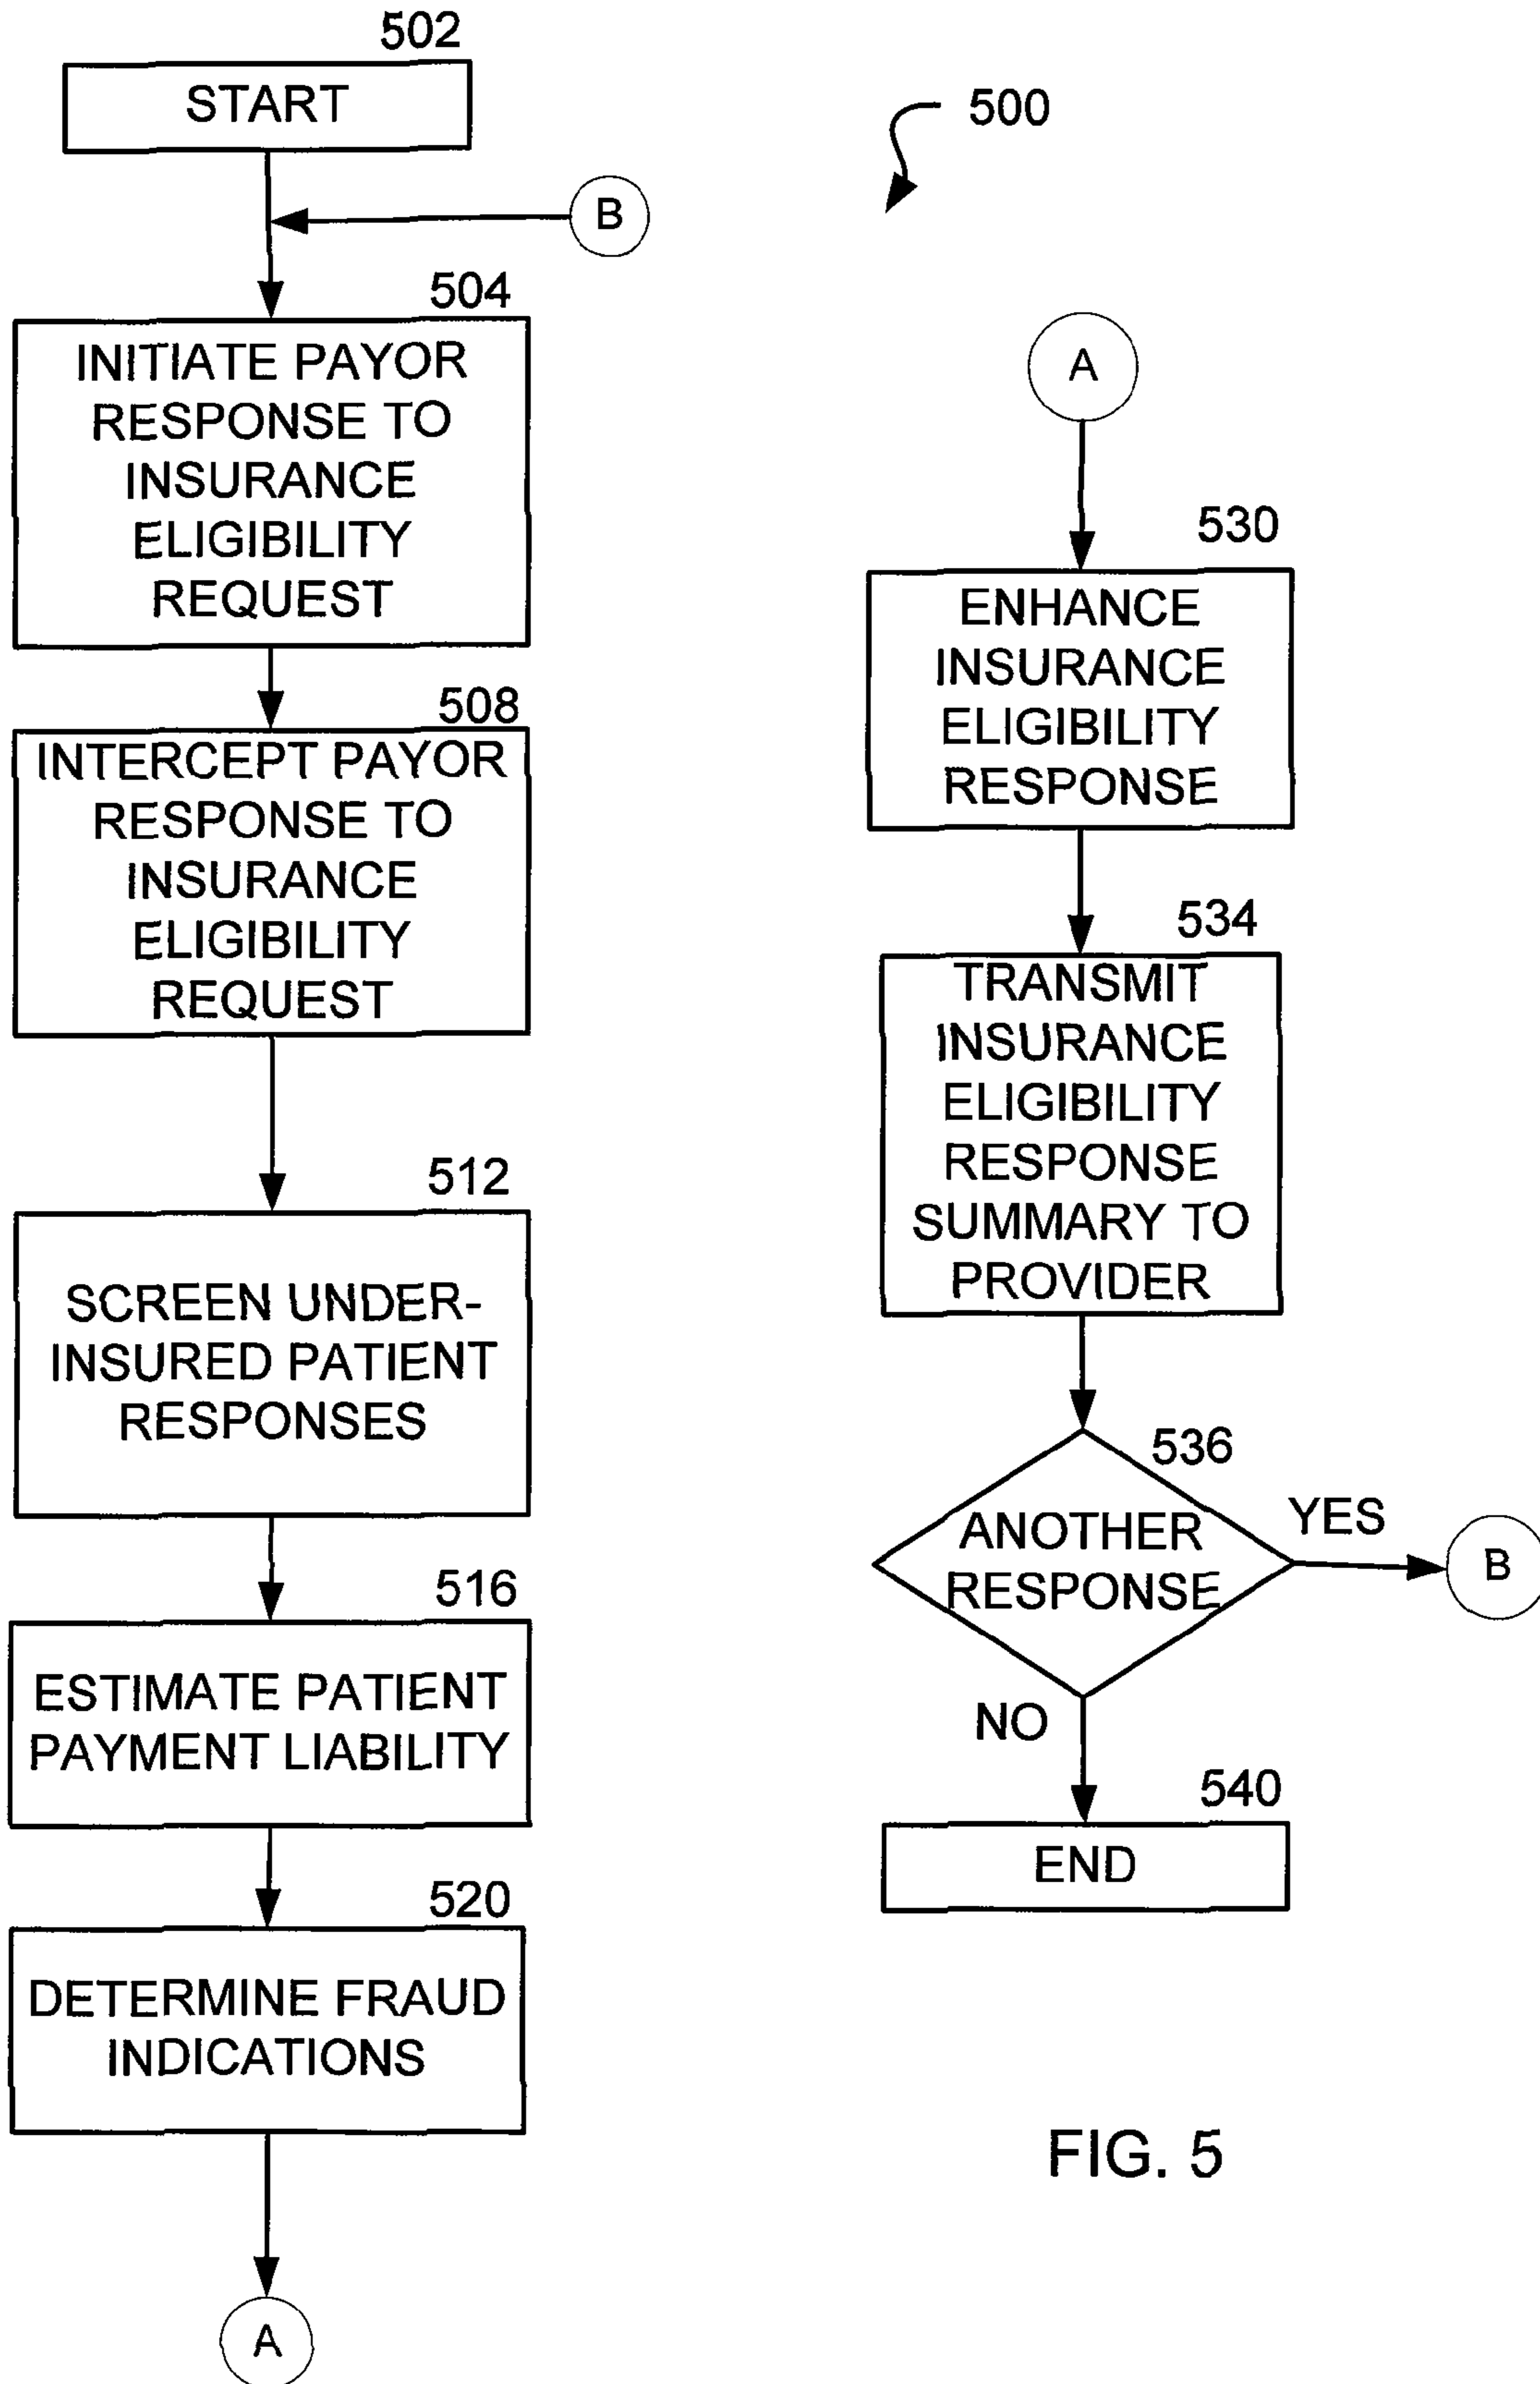 502
START
B
504
INITIATE PAYOR
RESPONSE TO
INSURANCE
ELIGIBILITY
REQUEST
508
INTERCEPT PAYOR
RESPONSE TO
INSURANCE
ELIGIBILITY
REQUEST
512
SCREEN UNDER-
INSURED PATIENT
RESPONSES
516
ESTIMATE PATIENT
PAYMENT LIABILITY
520
DETERMINE FRAUD
INDICATIONS
A
500
A
530
ENHANCE
INSURANCE
ELIGIBILITY
RESPONSE
534
TRANSMIT
INSURANCE
ELIGIBILITY
RESPONSE
SUMMARY TO
PROVIDER
536
ANOTHER
RESPONSE
YES
B
NO
540
END
FIG. 5